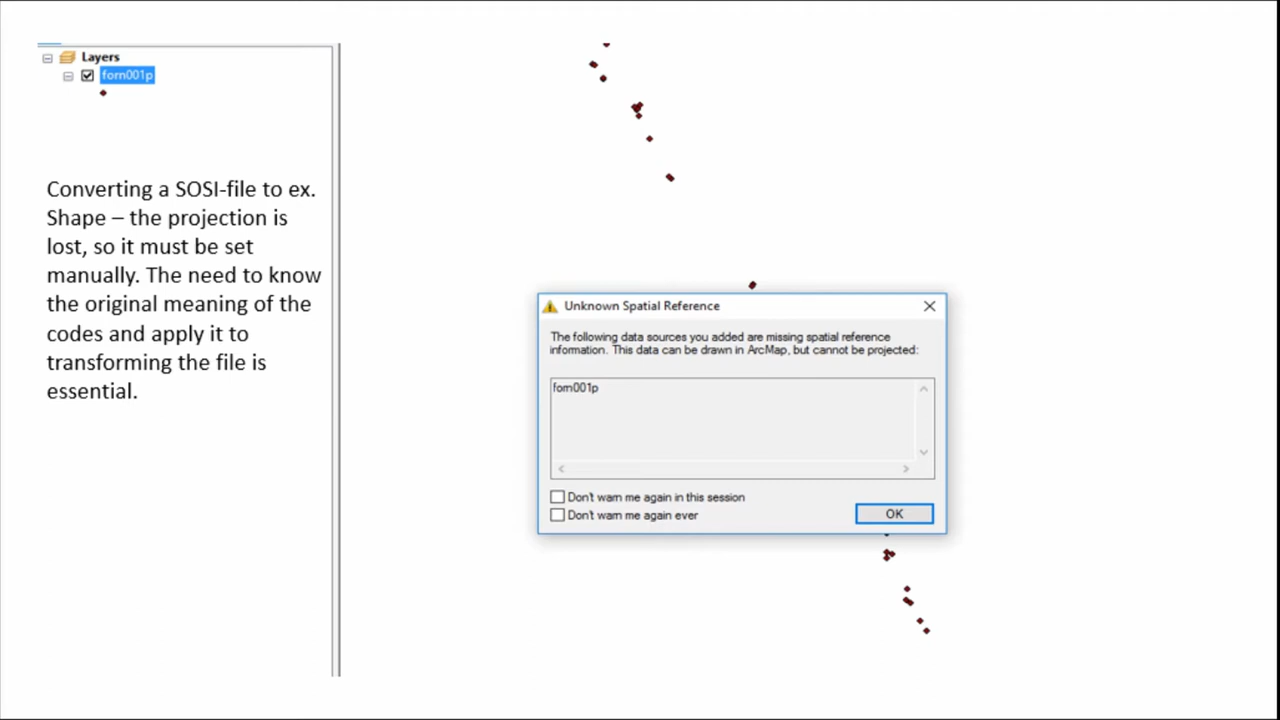 Layers
forn001p
Converting a SOSI-file to ex.
Shape – the projection is
lost, so it must be set
manually. The need to know
the original meaning of the
codes and apply it to
transforming the file is
essential.
Unknown Spatial Reference
The following data sources you added are missing spatial reference
information. This data can be drawn in ArcMap, but cannot be projected:
forn001p
Don't warn me again in this session
Don't warn me again ever
OK